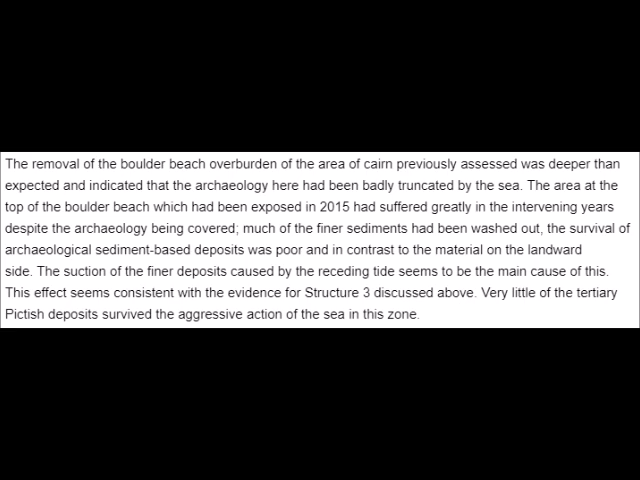 The removal of the boulder beach overburden of the area of cairn previously assessed was deeper than
expected and indicated that the archaeology here had been badly truncated by the sea. The area at the
top of the boulder beach which had been exposed in 2015 had suffered greatly in the intervening years
despite the archaeology being covered; much of the finer sediments had been washed out, the survival of
archaeological sediment-based deposits was poor and in contrast to the material on the landward
side. The suction of the finer deposits caused by the receding tide seems to be the main cause of this.
This effect seems consistent with the evidence for Structure 3 discussed above. Very little of the tertiary
Pictish deposits survived the aggressive action of the sea in this zone.